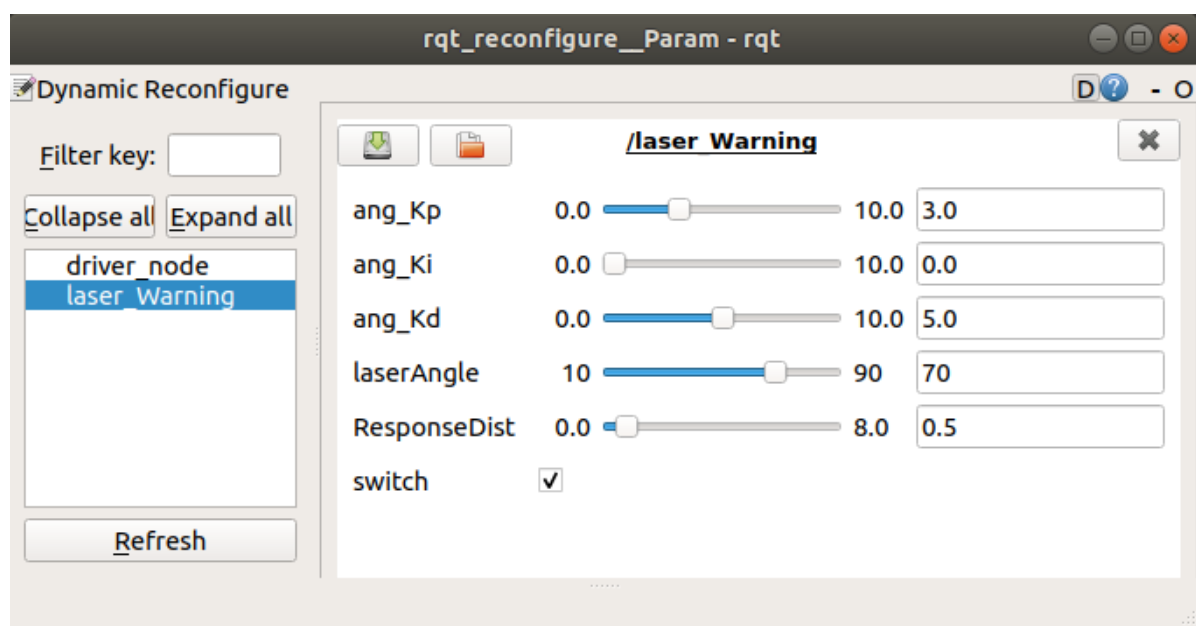 rqt_reconfigure__Param - rqt
Dynamic Reconfigure
D ? - O
Filter key:
Collapse all Expand all
driver_node
laser_Warning
Refresh
/laser_Warning
ang_Kp 0.0 10.0 3.0
ang_Ki 0.0 10.0 0.0
ang_Kd 0.0 10.0 5.0
laserAngle 10 90 70
ResponseDist 0.0 8.0 0.5
switch